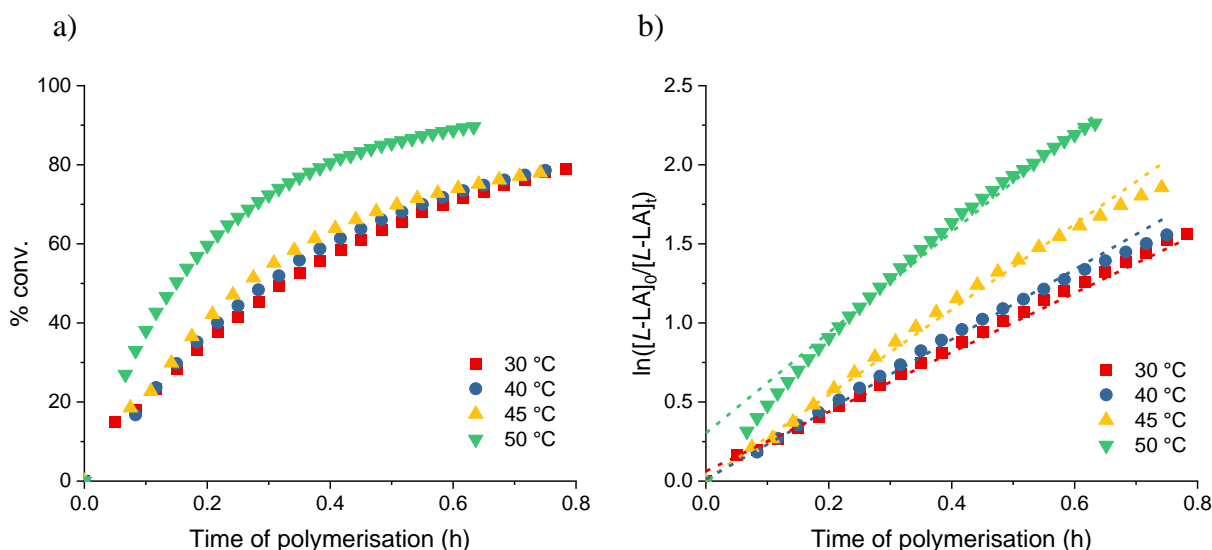 a)
100
80
60
40
20
0
% conv.
0.0 0.2 0.4 0.6 0.8
Time of polymerisation (h)
30 °C
40 °C
45 °C
50 °C
b)
2.5
2.0
1.5
1.0
0.5
0.0
ln([L-LA]₀/[L-LA]ₜ)
0.0 0.2 0.4 0.6 0.8
Time of polymerisation (h)
30 °C
40 °C
45 °C
50 °C